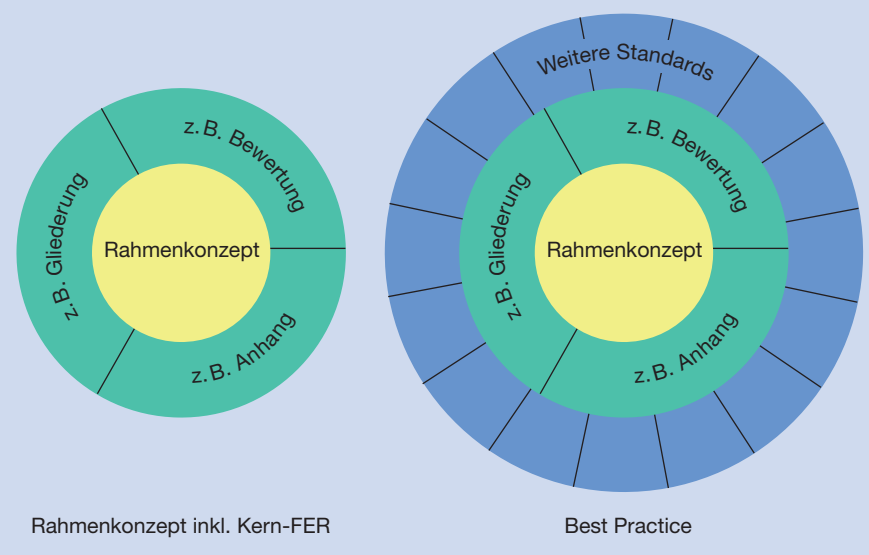 z. B. Gliederung
z. B. Bewertung
Rahmenkonzept
z. B. Anhang
Rahmenkonzept inkl. Kern-FER
Weitere Standards
z. B. Gliederung
z. B. Bewertung
Rahmenkonzept
z. B. Anhang
Best Practice